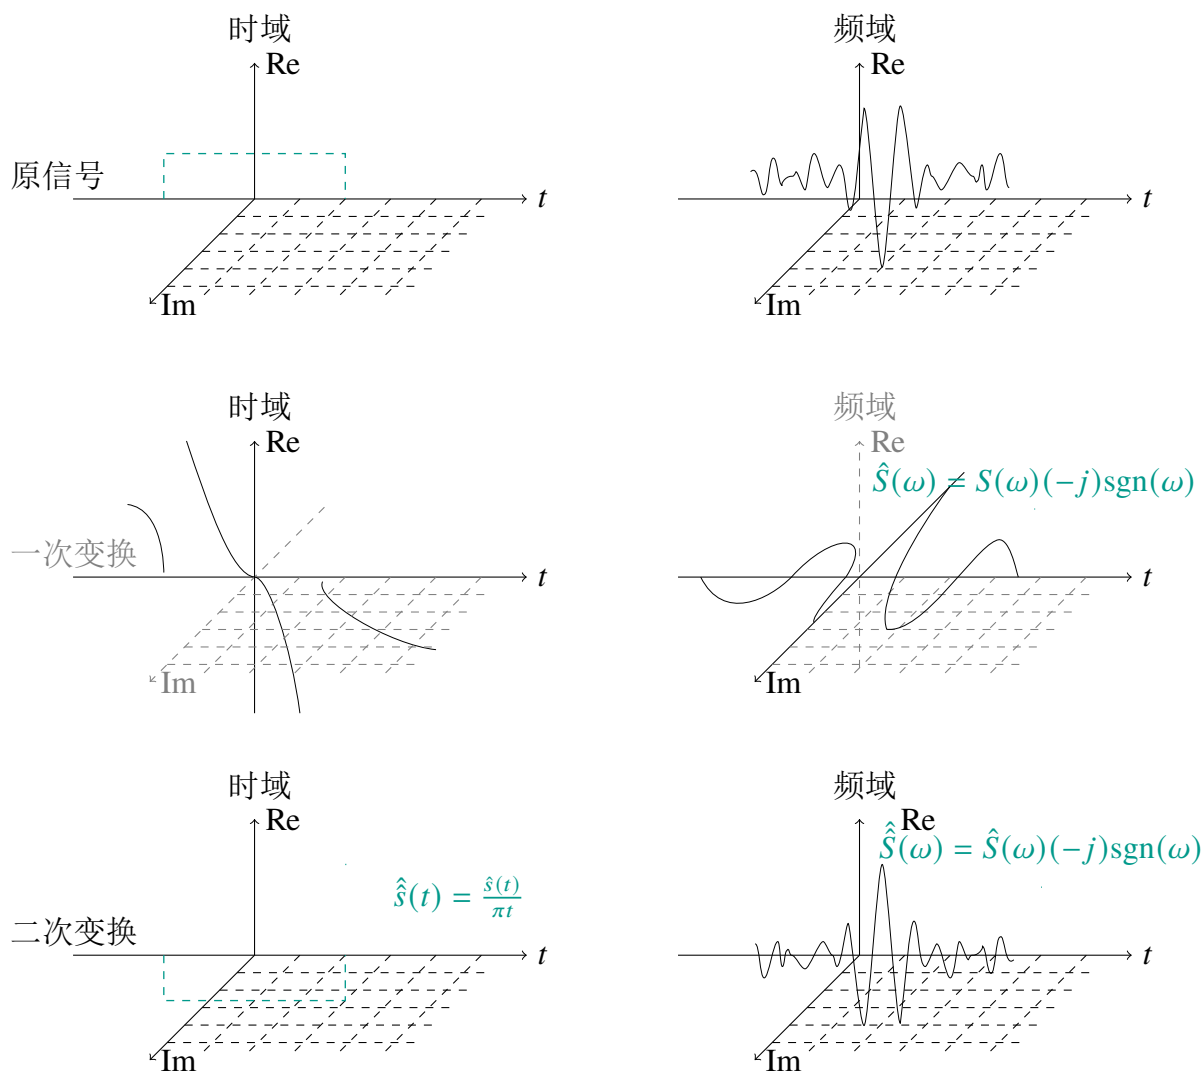 时域
频域
Re
Re
原信号
t
t
Im
Im
时域
频域
Re
Re
Ŝ(ω) = S(ω)(−j)sgn(ω)
一次变换
t
t
Im
Im
时域
频域
Re
Re
Ŝ̂(ω) = Ŝ(ω)(−j)sgn(ω)
ŝ̂(t) = ŝ(t)/πt
二次变换
t
t
Im
Im